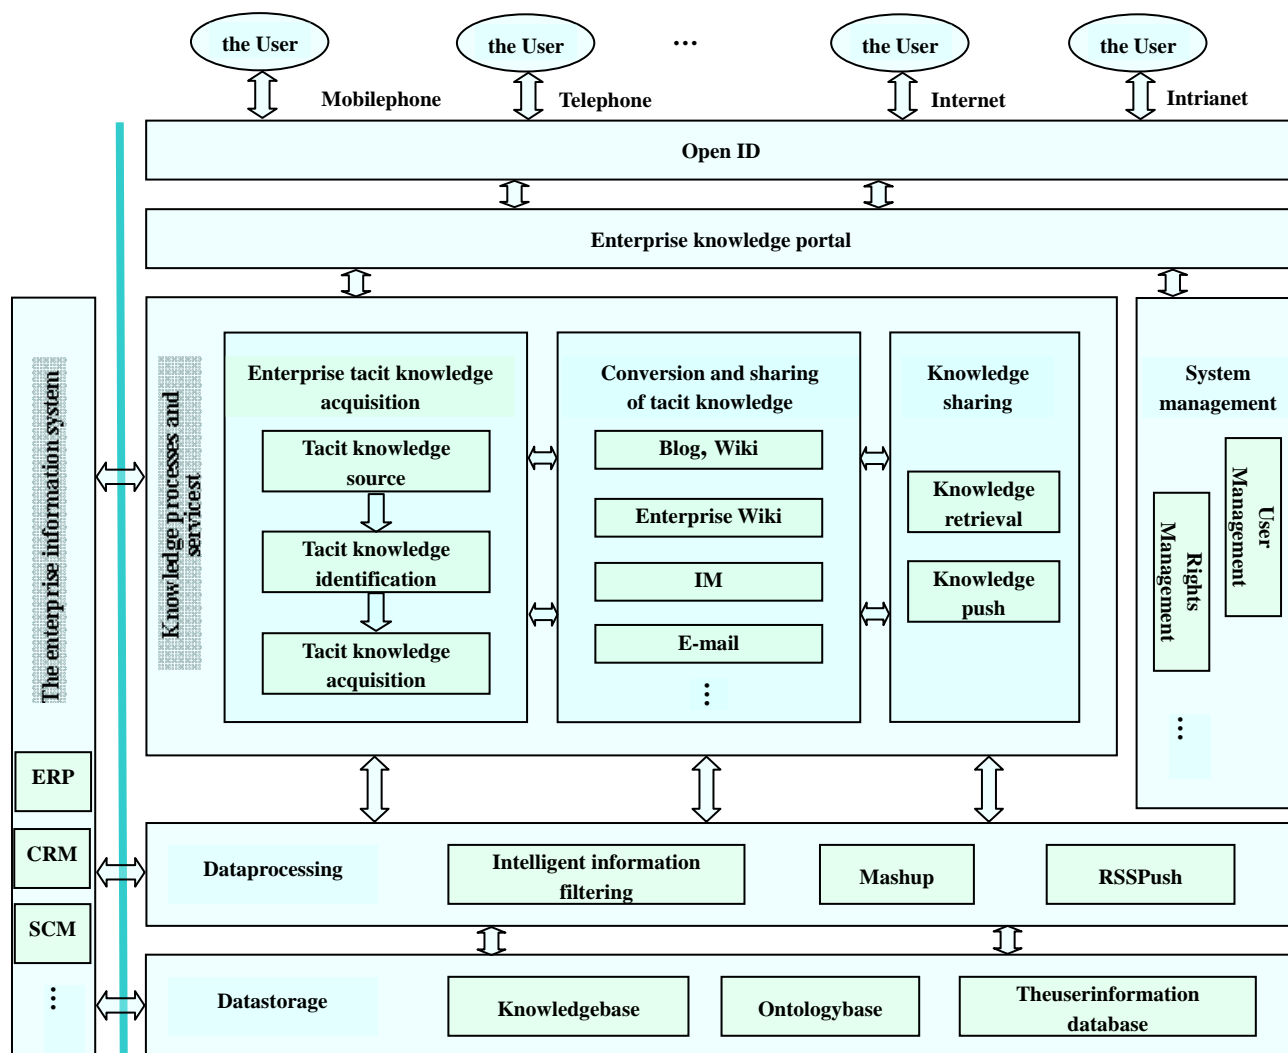 the User
the User
...
the User
the User
Mobilephone
Telephone
Internet
Intrianet
Open ID
Enterprise knowledge portal
The enterprise information system
ERP
CRM
SCM
...
Knowledge processes and
servicest
Enterprise tacit knowledge
acquisition
Tacit knowledge
source
Tacit knowledge
identification
Tacit knowledge
acquisition
Conversion and sharing
of tacit knowledge
Blog, Wiki
Enterprise Wiki
IM
E-mail
...
Knowledge
sharing
Knowledge
retrieval
Knowledge
push
System
management
User
Management
Rights
Management
...
Dataprocessing
Intelligent information
filtering
Mashup
RSSPush
Datastorage
Knowledgebase
Ontologybase
Theuserinformation
database